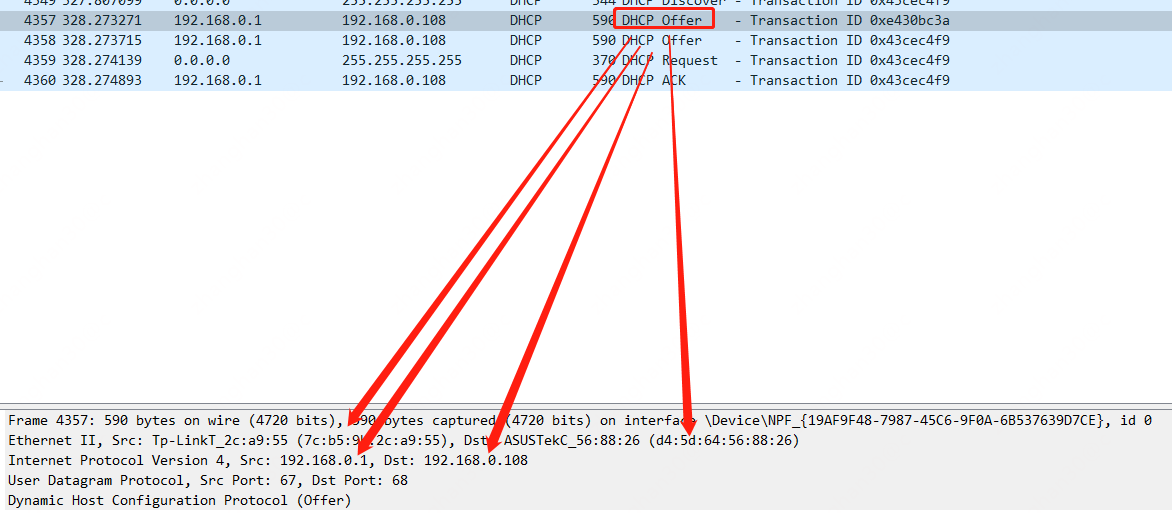 4349 327.807099 0.0.0.0 255.255.255.255 DHCP 344 DHCP Discover - Transaction ID 0xe430bc3a
4357 328.273271 192.168.0.1 192.168.0.108 DHCP 590 DHCP Offer - Transaction ID 0xe430bc3a
4358 328.273715 192.168.0.1 192.168.0.108 DHCP 590 DHCP Offer - Transaction ID 0x43cec4f9
4359 328.274139 0.0.0.0 255.255.255.255 DHCP 370 DHCP Request - Transaction ID 0x43cec4f9
4360 328.274893 192.168.0.1 192.168.0.108 DHCP 590 DHCP ACK - Transaction ID 0x43cec4f9
Frame 4357: 590 bytes on wire (4720 bits), 590 bytes captured (4720 bits) on interface \Device\NPF_{19AF9F48-7987-45C6-9F0A-6B537639D7CE}, id 0
Ethernet II, Src: Tp-LinkT_2c:a9:55 (7c:b5:9b:2c:a9:55), Dst: ASUSTekC_56:88:26 (d4:5d:64:56:88:26)
Internet Protocol Version 4, Src: 192.168.0.1, Dst: 192.168.0.108
User Datagram Protocol, Src Port: 67, Dst Port: 68
Dynamic Host Configuration Protocol (Offer)